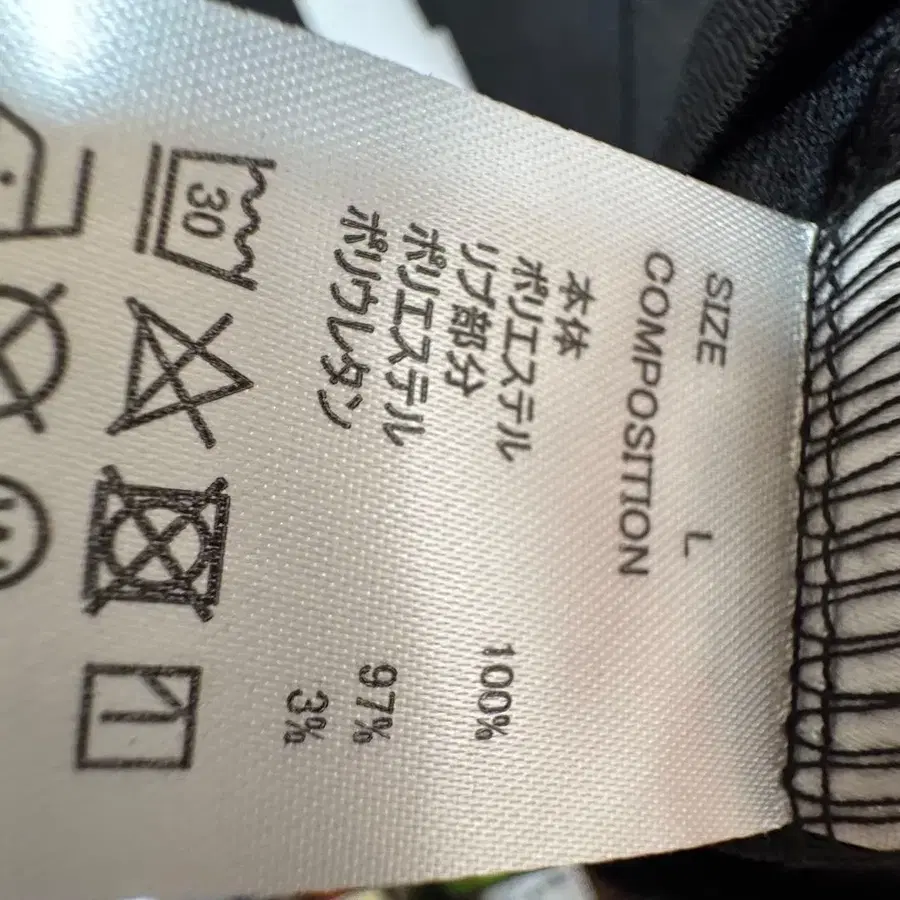 SIZE L
COMPOSITION
本体
ポリエステル 100%
リブ部分
ポリエステル 97%
ポリウレタン 3%
30
W